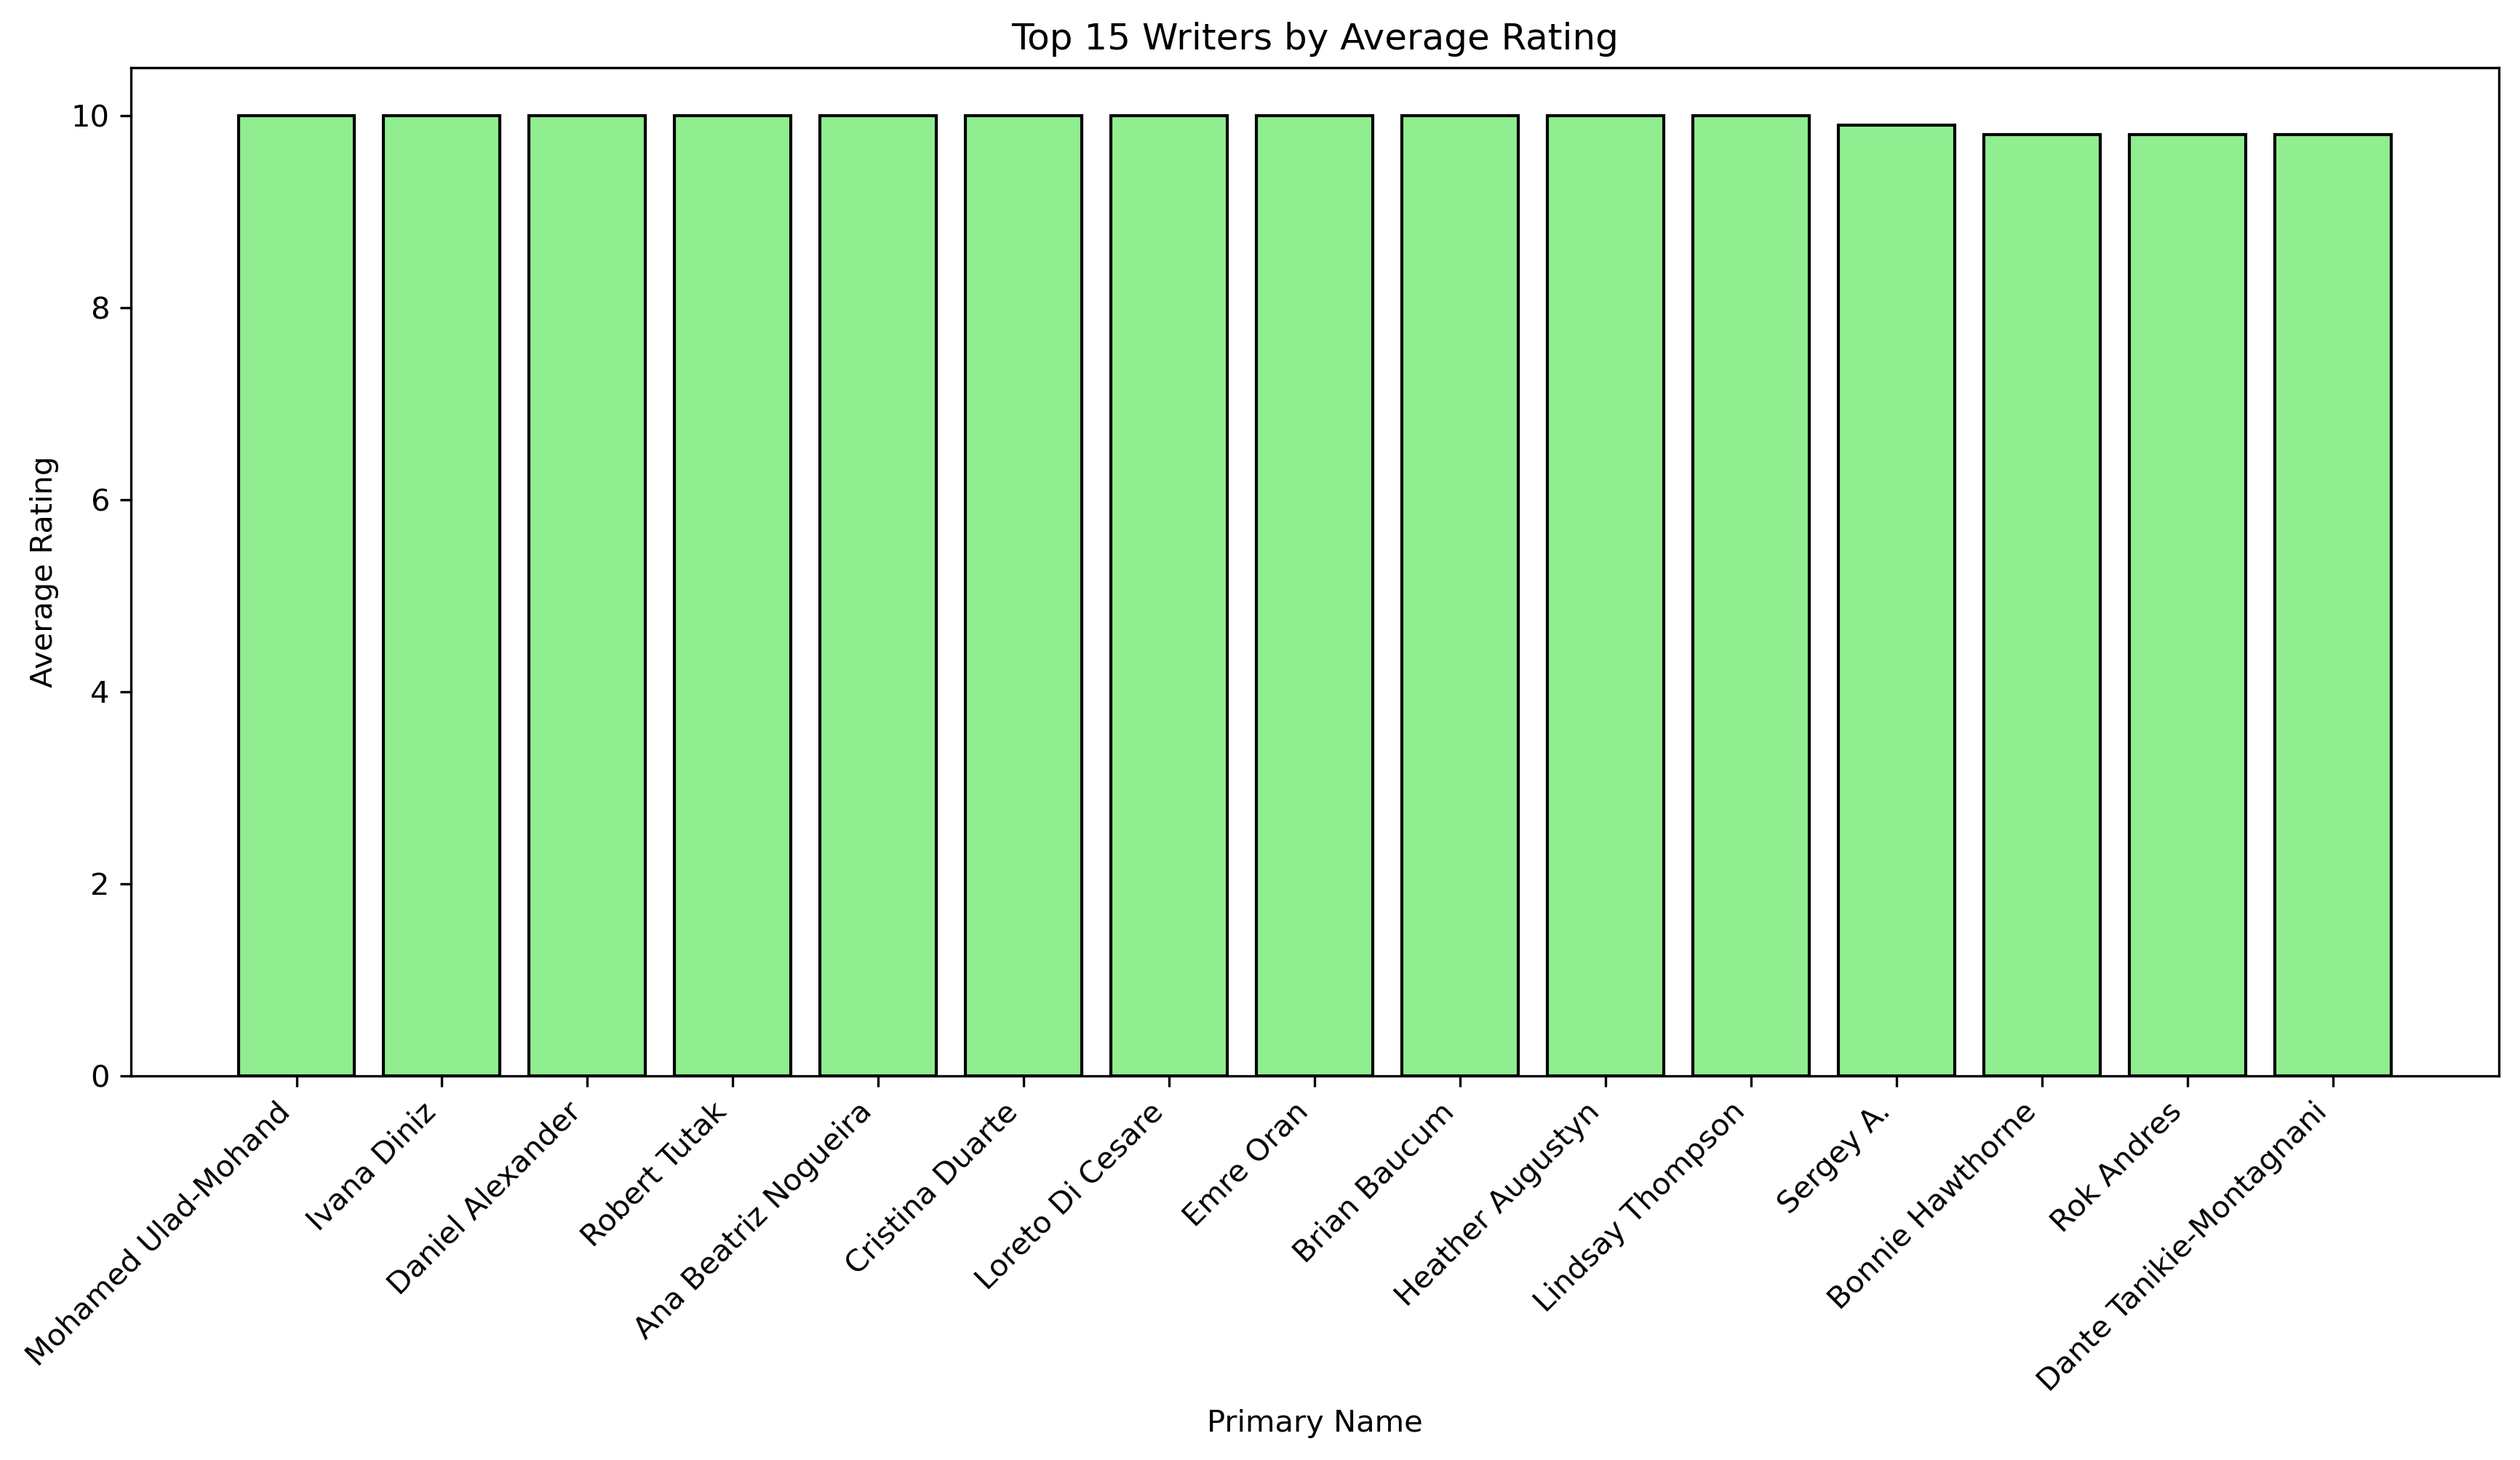 Top 15 Writers by Average Rating
Average Rating
10
8
6
4
2
0
Mohamed Ulad-Mohand
Ivana Diniz
Daniel Alexander
Robert Tutak
Ana Beatriz Nogueira
Cristina Duarte
Loreto Di Cesare
Emre Oran
Brian Baucum
Heather Augustyn
Lindsay Thompson
Sergey A.
Bonnie Hawthorne
Rok Andres
Dante Tanikie-Montagnani
Primary Name